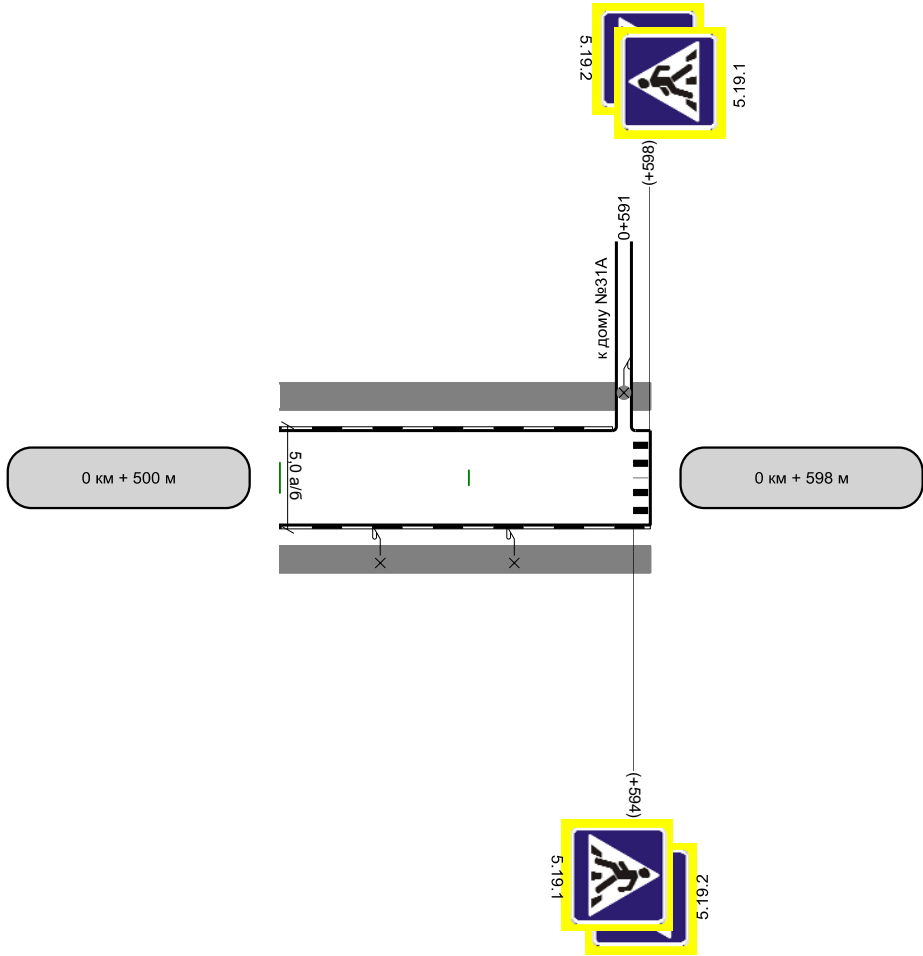 5.19.2
5.19.1
(+598)
0+591
к дому №31А
0 км + 500 м
5,0 а/б
0 км + 598 м
(+594)
5.19.1
5.19.2